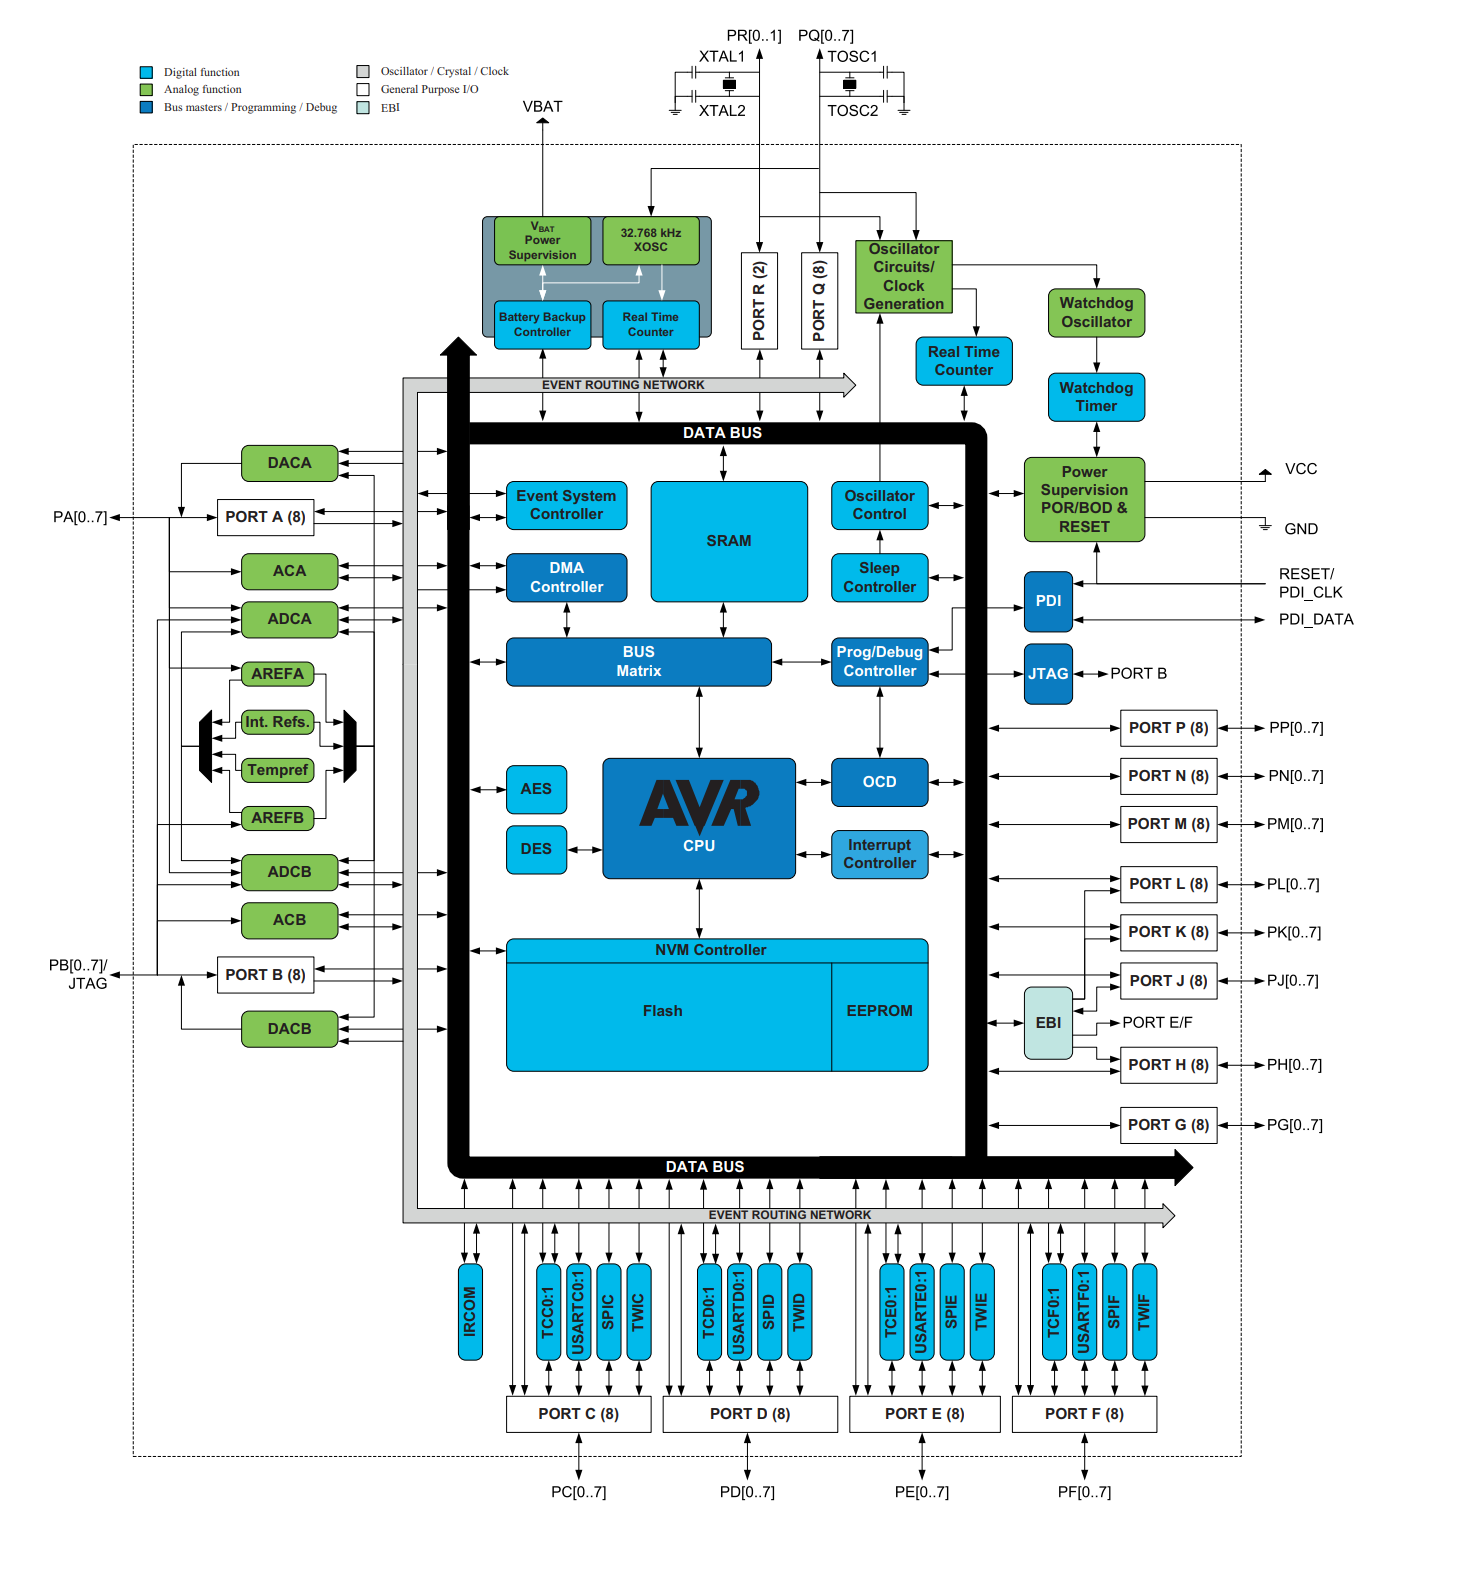 PR[0..1]
PQ[0..7]
XTAL1
TOSC1
Digital function
Analog function
Bus masters / Programming / Debug
Oscillator / Crystal / Clock
General Purpose I/O
EBI
XTAL2
TOSC2
VBAT
VBAT
Power
Supervision
32.768 kHz
XOSC
Battery Backup
Controller
Real Time
Counter
PORT R (2)
PORT Q (8)
Oscillator
Circuits/
Clock
Generation
Watchdog
Oscillator
Real Time
Counter
Watchdog
Timer
EVENT ROUTING NETWORK
DATA BUS
DACA
PA[0..7]
PORT A (8)
ACA
ADCA
AREFA
Int. Refs.
Tempref
AREFB
ADCB
ACB
PB[0..7]/
JTAG
PORT B (8)
DACB
Event System
Controller
SRAM
Oscillator
Control
DMA
Controller
Sleep
Controller
BUS
Matrix
Prog/Debug
Controller
AES
DES
AVR
CPU
OCD
Interrupt
Controller
NVM Controller
Flash
EEPROM
Power
Supervision
POR/BOD &
RESET
VCC
GND
PDI
RESET/
PDI_CLK
PDI_DATA
JTAG
PORT B
PORT P (8)
PP[0..7]
PORT N (8)
PN[0..7]
PORT M (8)
PM[0..7]
PORT L (8)
PL[0..7]
PORT K (8)
PK[0..7]
PORT J (8)
PJ[0..7]
EBI
PORT E/F
PORT H (8)
PH[0..7]
PORT G (8)
PG[0..7]
DATA BUS
EVENT ROUTING NETWORK
IRCOM
TCC0:1
USARTC0:1
SPIC
TWIC
TCD0:1
USARTD0:1
SPID
TWID
TCE0:1
USARTE0:1
SPIE
TWIE
TCF0:1
USARTF0:1
SPIF
TWIF
PORT C (8)
PORT D (8)
PORT E (8)
PORT F (8)
PC[0..7]
PD[0..7]
PE[0..7]
PF[0..7]